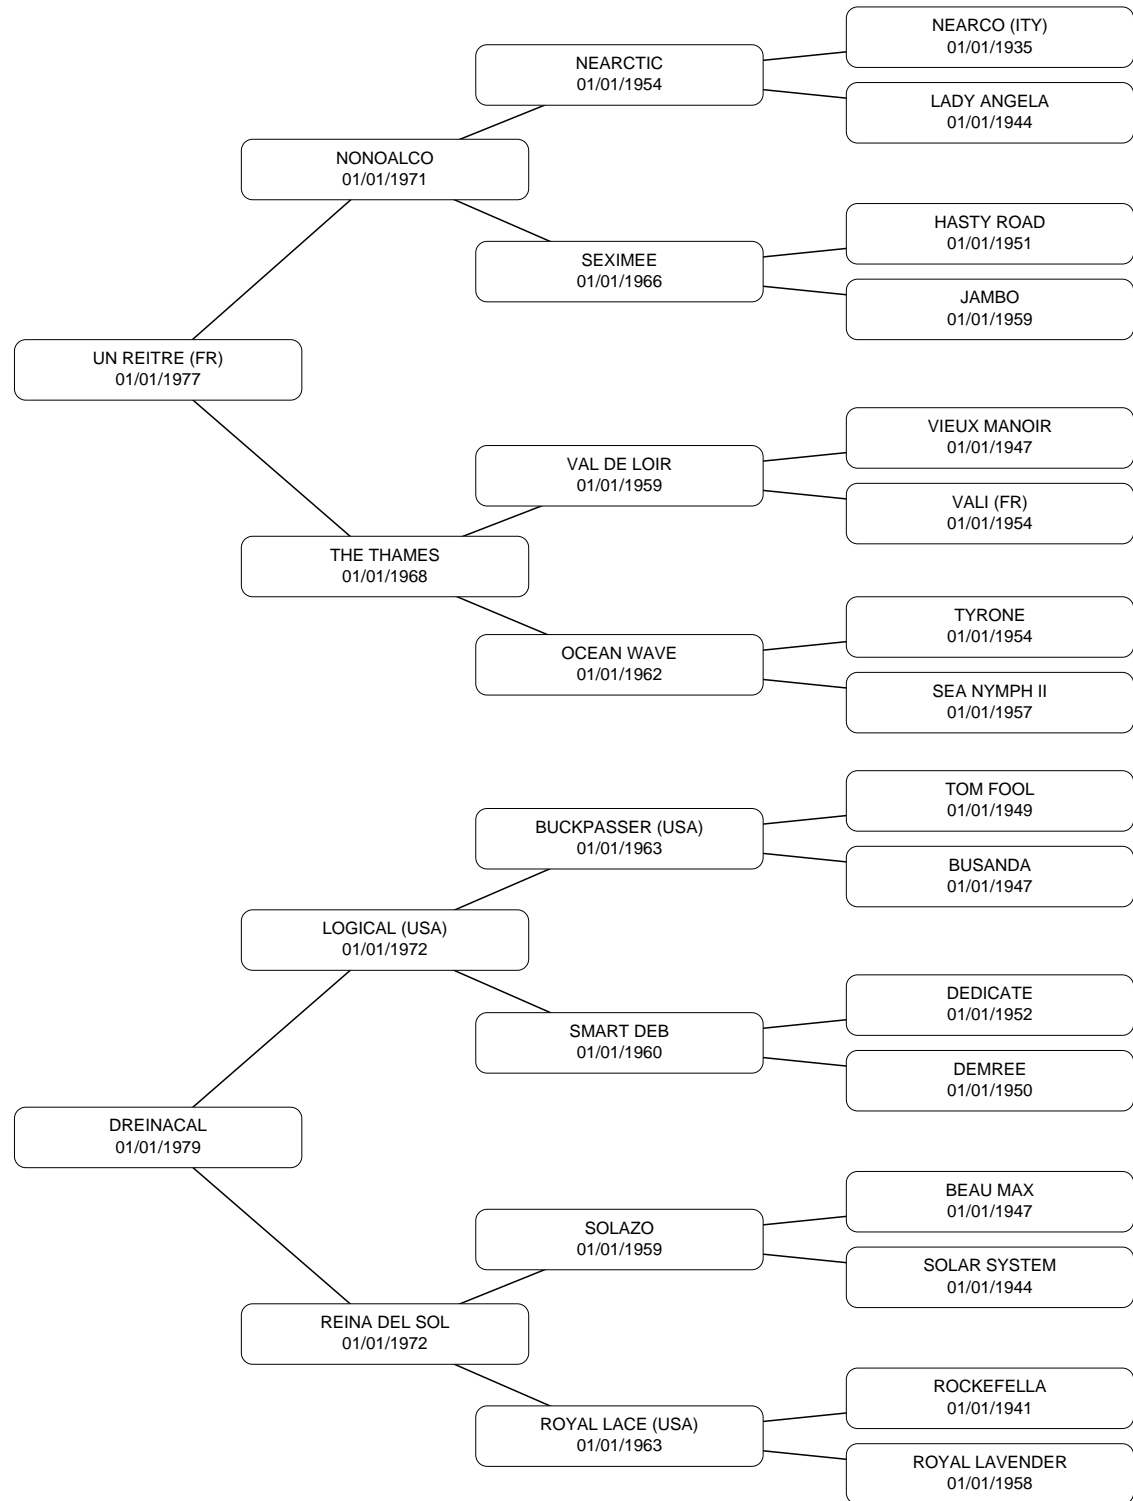 NEARCO (ITY)
01/01/1935
NEARCTIC
01/01/1954
LADY ANGELA
01/01/1944
NONOALCO
01/01/1971
HASTY ROAD
01/01/1951
SEXIMEE
01/01/1966
JAMBO
01/01/1959
UN REITRE (FR)
01/01/1977
VIEUX MANOIR
01/01/1947
VAL DE LOIR
01/01/1959
VALI (FR)
01/01/1954
THE THAMES
01/01/1968
TYRONE
01/01/1954
OCEAN WAVE
01/01/1962
SEA NYMPH II
01/01/1957
TOM FOOL
01/01/1949
BUCKPASSER (USA)
01/01/1963
BUSANDA
01/01/1947
LOGICAL (USA)
01/01/1972
DEDICATE
01/01/1952
SMART DEB
01/01/1960
DEMREE
01/01/1950
DREINACAL
01/01/1979
BEAU MAX
01/01/1947
SOLAZO
01/01/1959
SOLAR SYSTEM
01/01/1944
REINA DEL SOL
01/01/1972
ROCKEFELLA
01/01/1941
ROYAL LACE (USA)
01/01/1963
ROYAL LAVENDER
01/01/1958